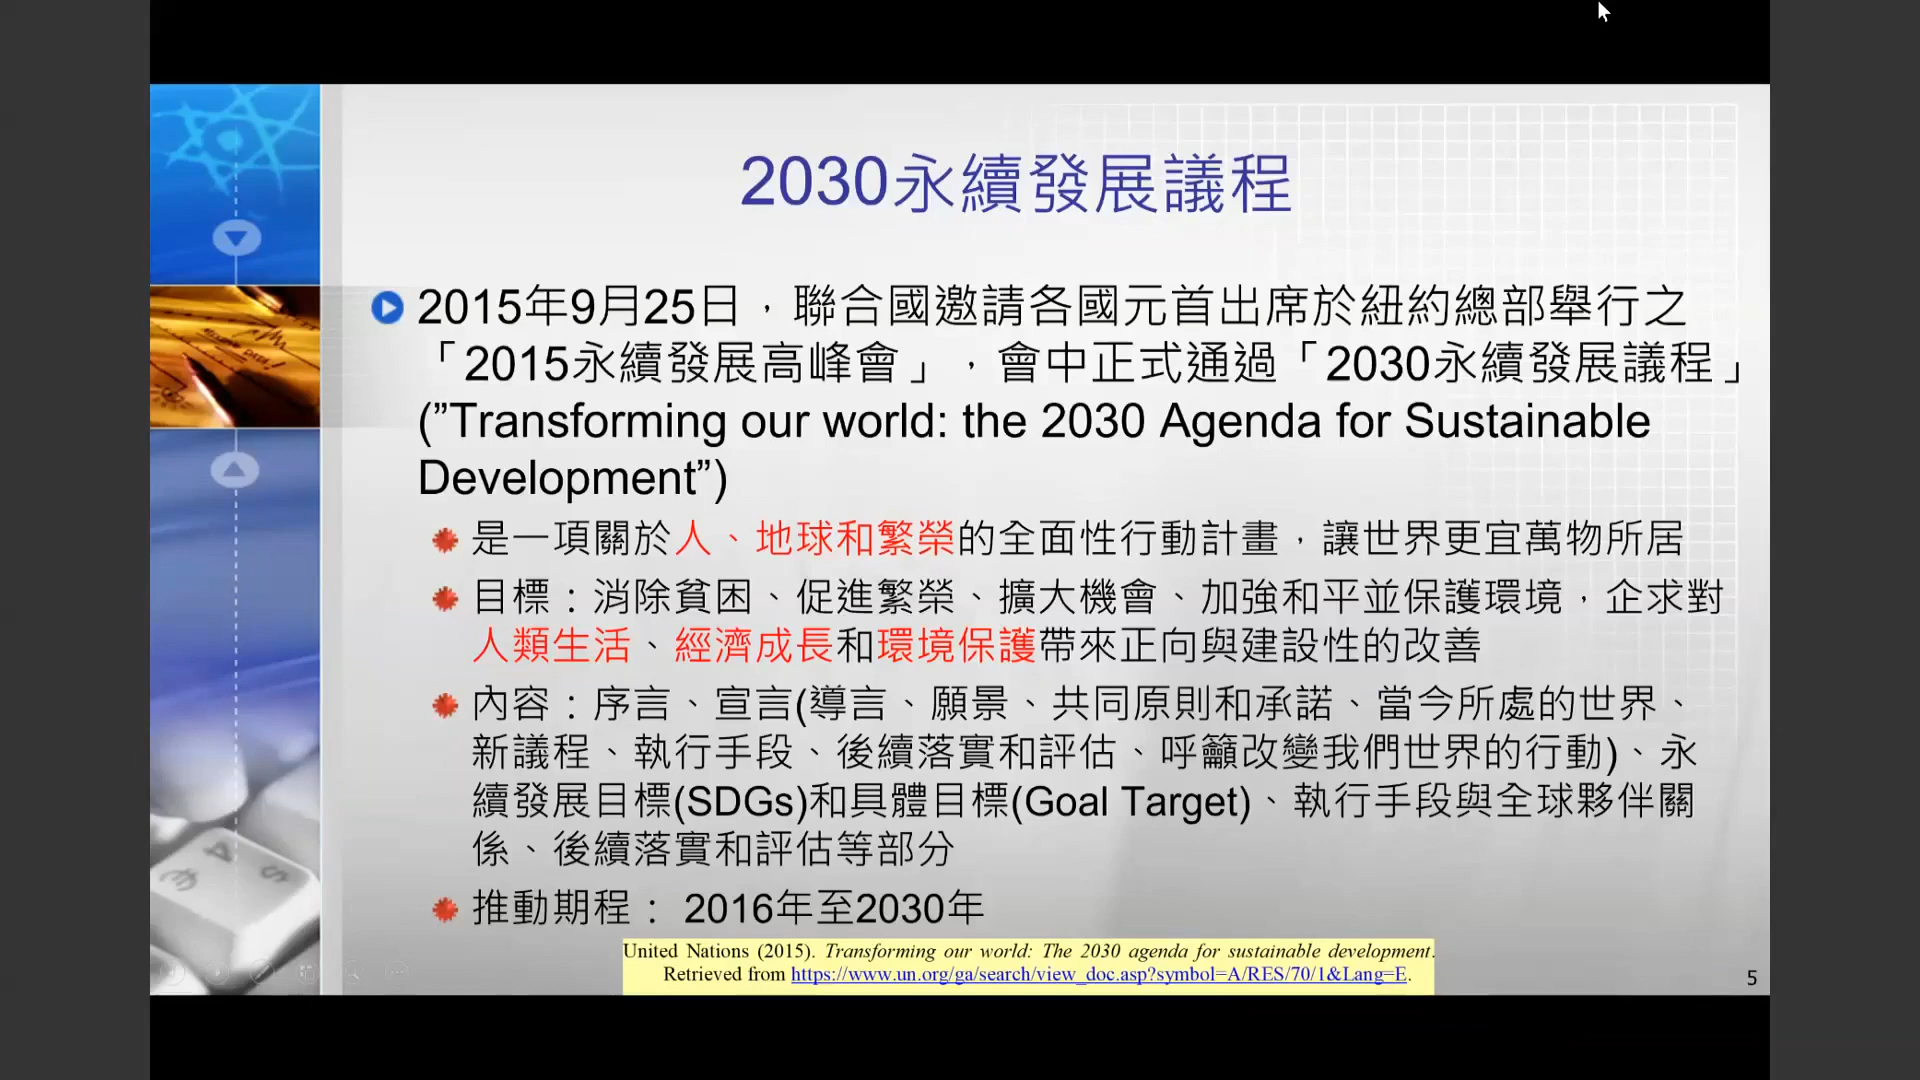 2030永續發展議程
2015年9月25日，聯合國邀請各國元首出席於紐約總部舉行之
「2015永續發展高峰會」，會中正式通過「2030永續發展議程」
(”Transforming our world: the 2030 Agenda for Sustainable
Development”)
是一項關於人、地球和繁榮的全面性行動計畫，讓世界更宜萬物所居
目標：消除貧困、促進繁榮、擴大機會、加強和平並保護環境，企求對
人類生活、經濟成長和環境保護帶來正向與建設性的改善
內容：序言、宣言(導言、願景、共同原則和承諾、當今所處的世界、
新議程、執行手段、後續落實和評估、呼籲改變我們世界的行動)、永
續發展目標(SDGs)和具體目標(Goal Target)、執行手段與全球夥伴關
係、後續落實和評估等部分
推動期程： 2016年至2030年
United Nations (2015). Transforming our world: The 2030 agenda for sustainable development.
Retrieved from https://www.un.org/ga/search/view_doc.asp?symbol=A/RES/70/1&Lang=E.
5